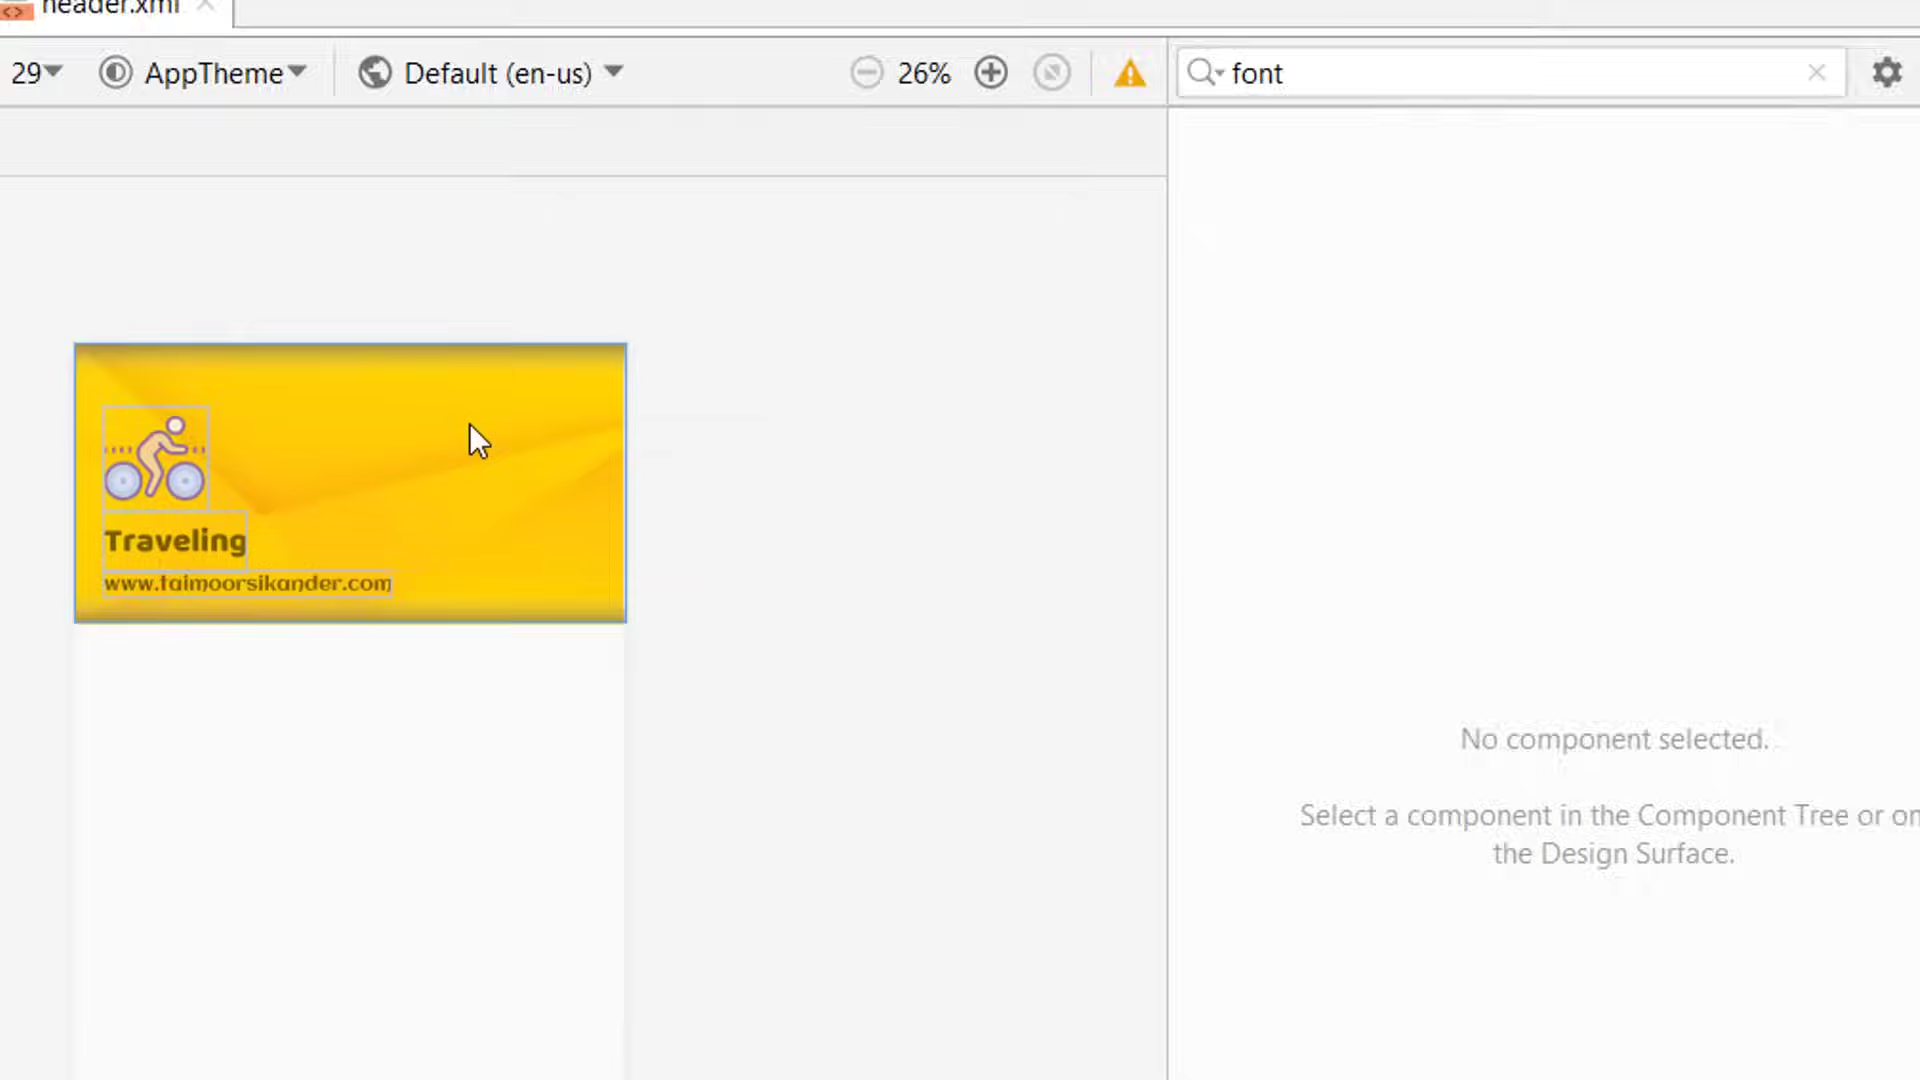 header.xml
29 AppTheme Default (en-us) 26% font
Traveling
www.taimoorsikander.com
No component selected.
Select a component in the Component Tree or on
the Design Surface.